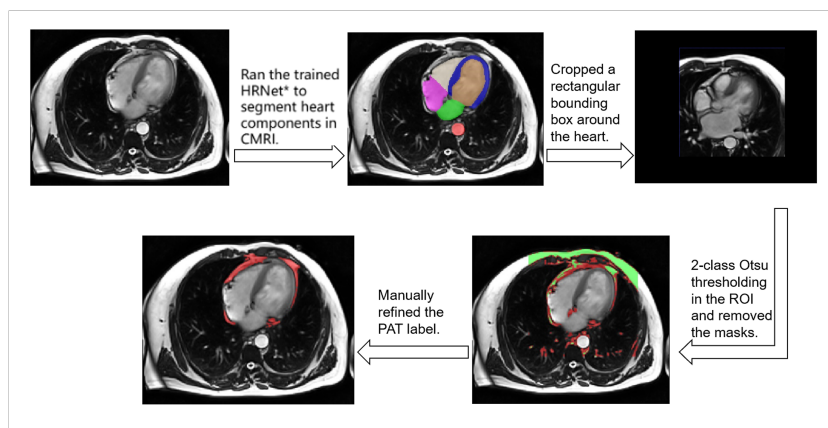 Ran the trained
HRNet* to
segment heart
components in
CMRI.
Cropped a
rectangular
bounding
box around
the heart.
2-class Otsu
thresholding
in the ROI
and removed
the masks.
Manually
refined the
PAT label.